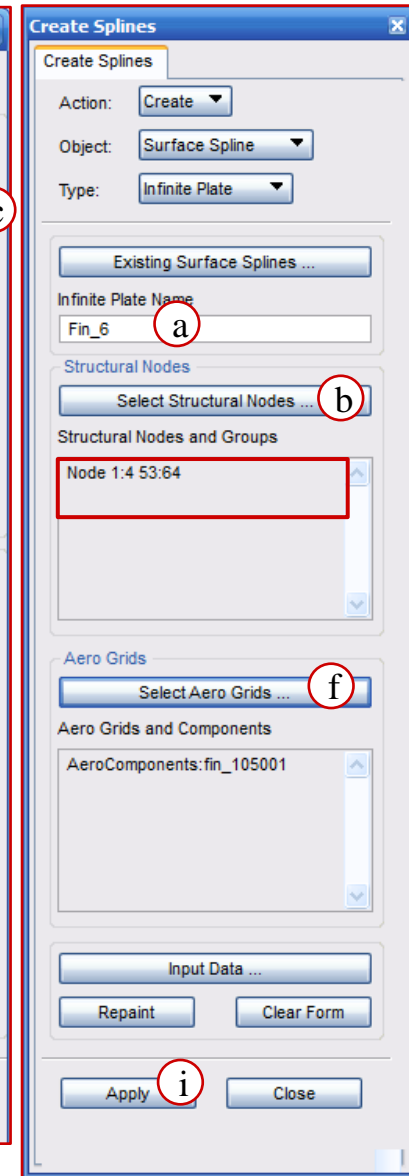 Create Splines
Create Splines
Action: Create
Object: Surface Spline
Type: Infinite Plate
Existing Surface Splines ...
Infinite Plate Name
Fin_6 a
Structural Nodes
Select Structural Nodes ... b
Structural Nodes and Groups
Node 1:4 53:64
Aero Grids
Select Aero Grids ... f
Aero Grids and Components
AeroComponents:fin_105001
Input Data ...
Repaint Clear Form
Apply i Close